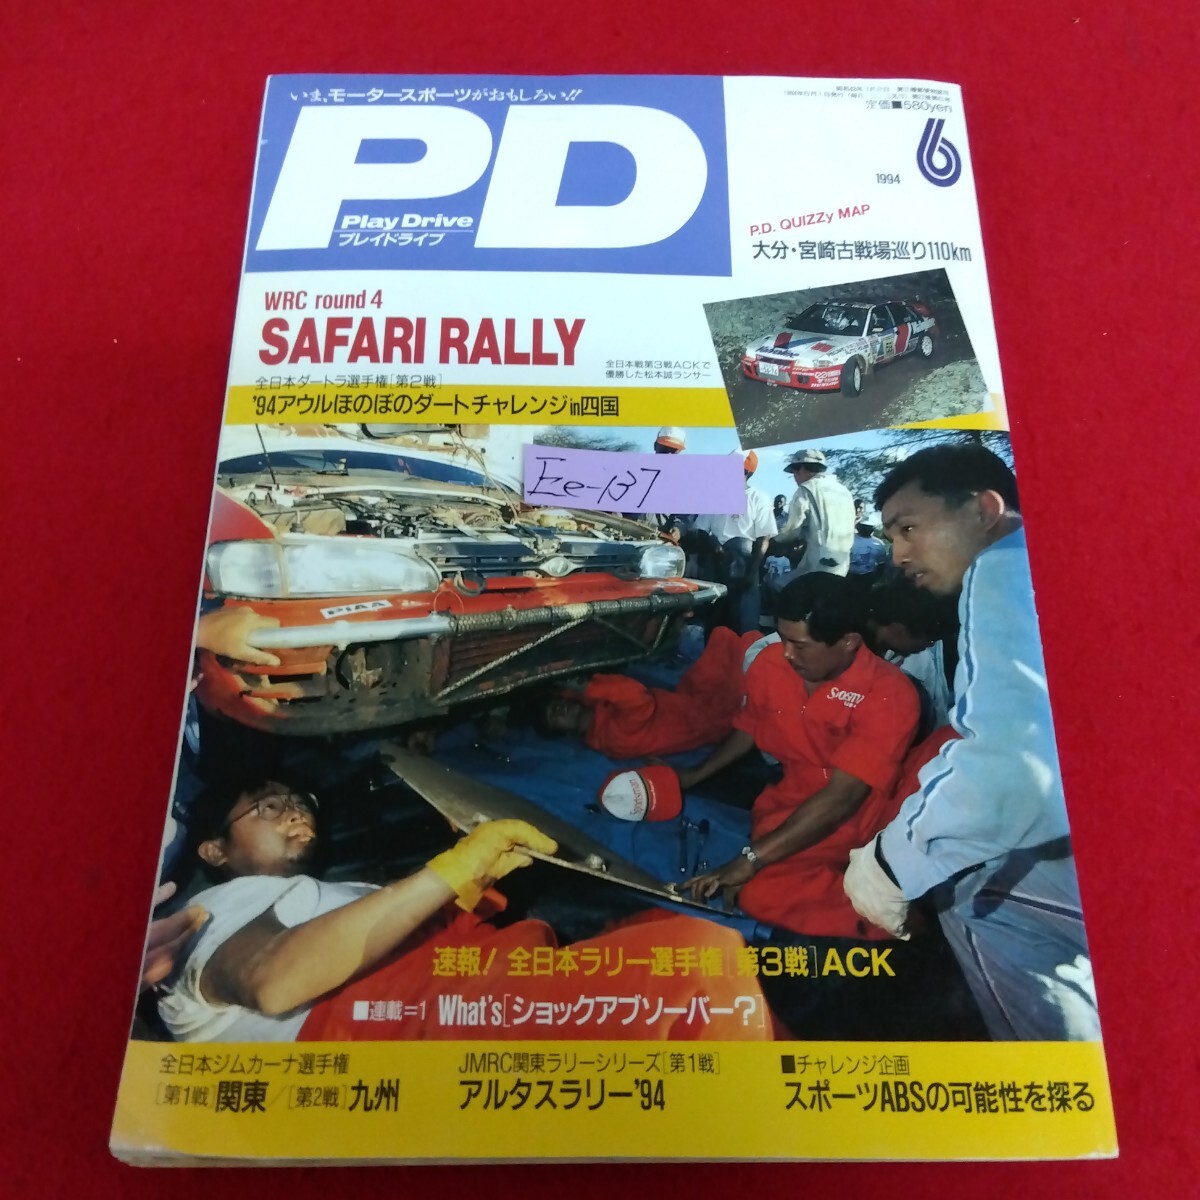 いま、モータースポーツがおもしろい!!
定価■580yen
PD
Play Drive
プレイドライブ
1994
6
P.D. QUIZZy MAP
大分・宮崎古戦場巡り110km
WRC round 4
SAFARI RALLY
全日本戦第3戦ACKで
優勝した松本誠ランサー
全日本ダートラ選手権[第2戦]
'94アウルほのぼのダートチャレンジin四国
Ee-137
PIAA
速報! 全日本ラリー選手権[第3戦]ACK
■連載=1 What's[ショックアブソーバー?]
全日本ジムカーナ選手権
[第1戦]関東/[第2戦]九州
JMRC関東ラリーシリーズ[第1戦]
アルタスラリー'94
■チャレンジ企画
スポーツABSの可能性を探る